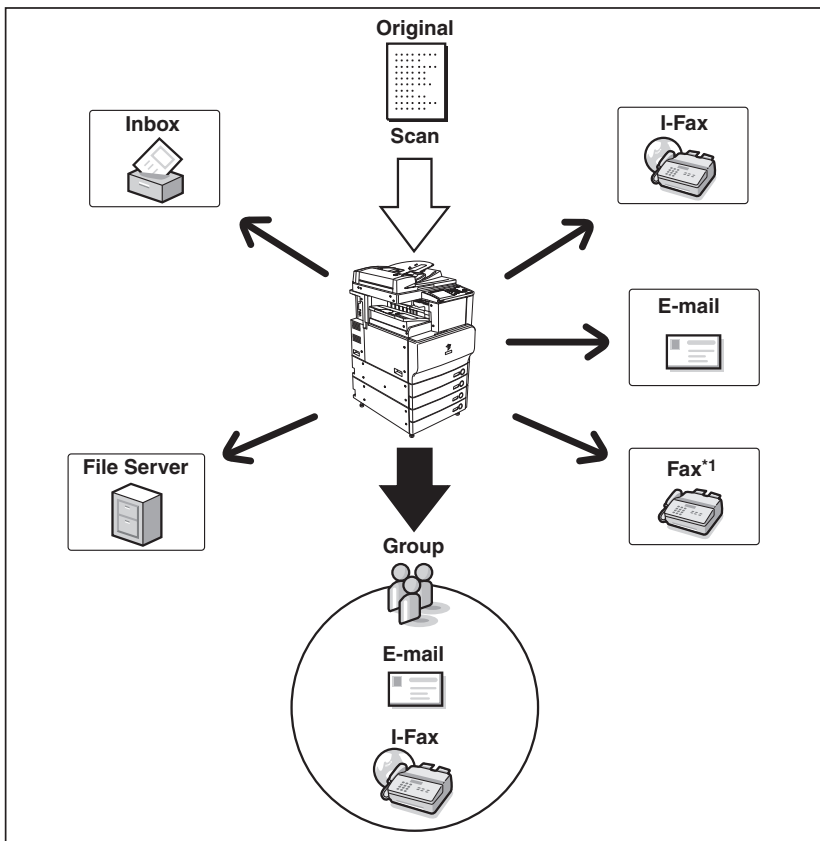 Original
Scan
Inbox
I-Fax
E-mail
File Server
Fax*1
Group
E-mail
I-Fax